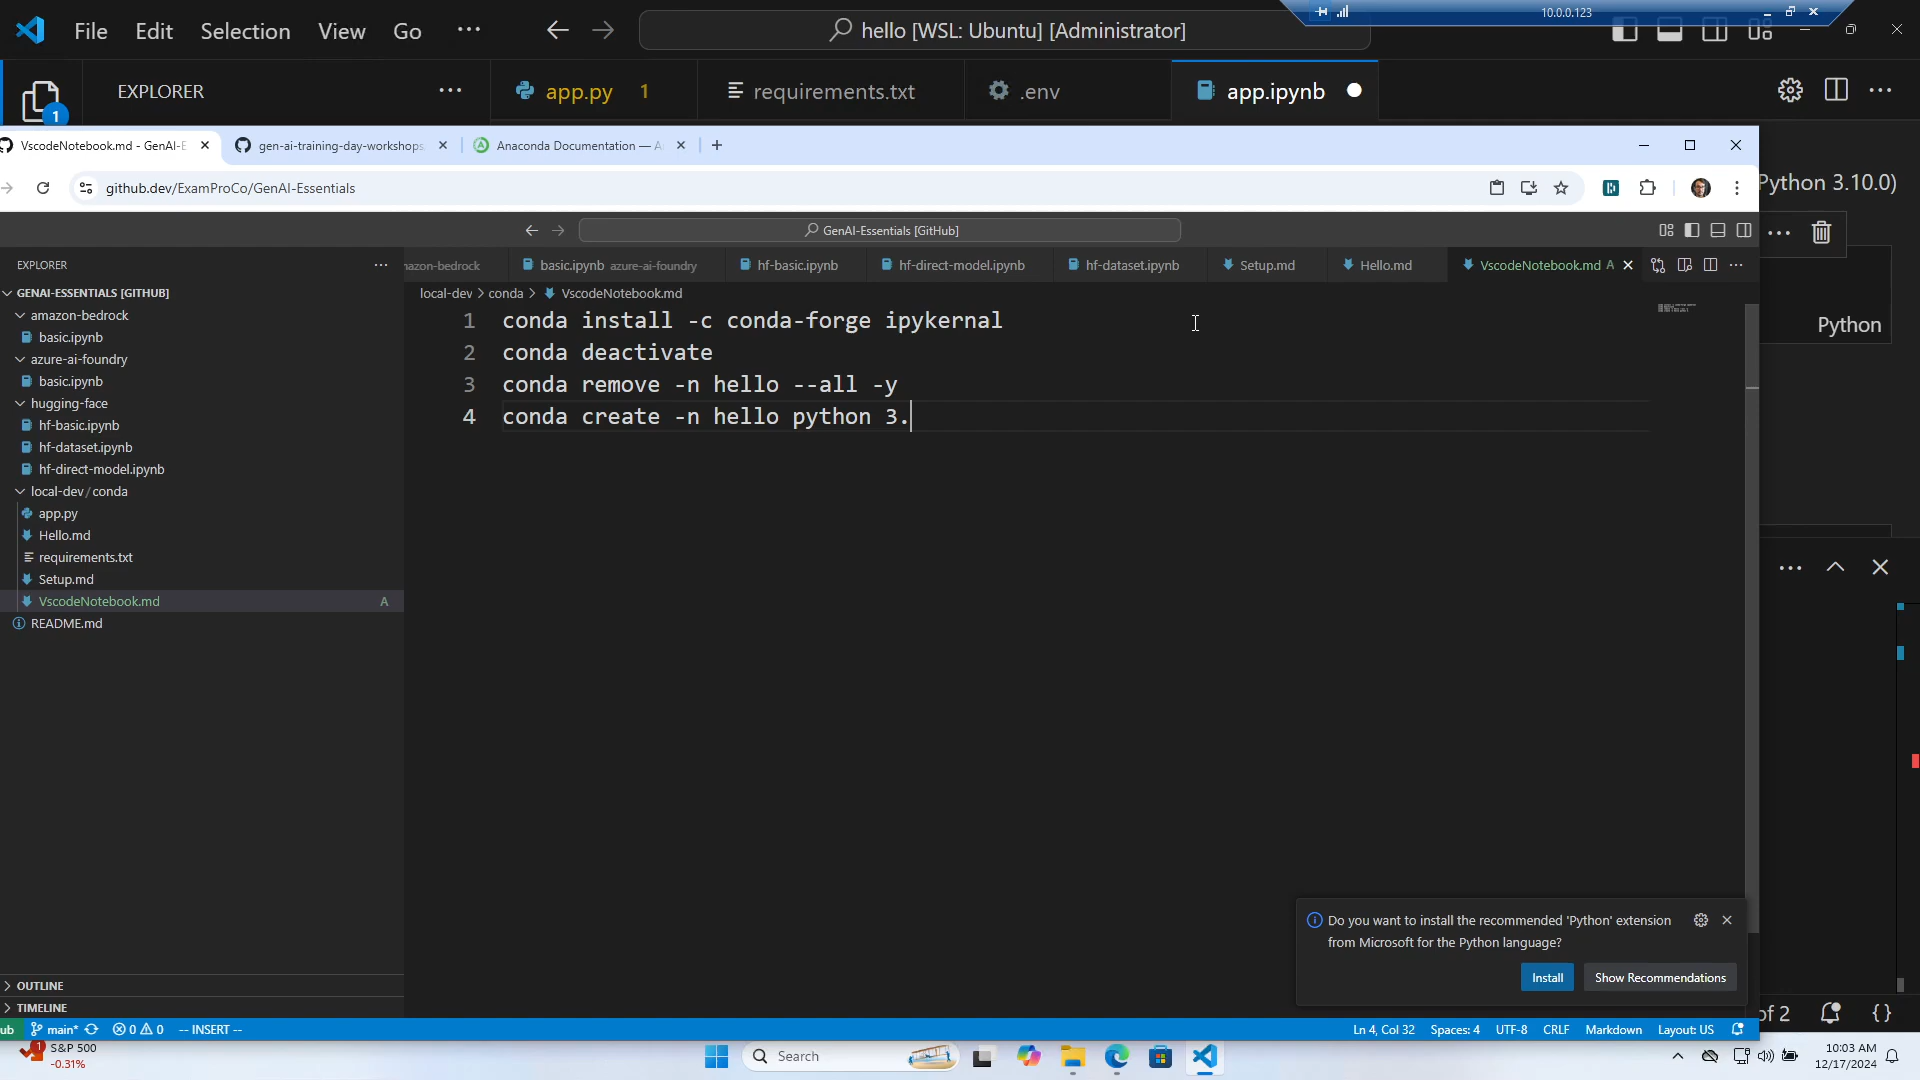 File Edit Selection View Go ··· hello [WSL: Ubuntu] [Administrator] 10.0.0.123
1 EXPLORER ··· app.py 1 requirements.txt .env app.ipynb ···
VscodeNotebook.md - GenAI-E gen-ai-training-day-workshops Anaconda Documentation — A
github.dev/ExamProCo/GenAI-Essentials Python 3.10.0)
GenAI-Essentials [GitHub]
EXPLORER ··· azon-bedrock basic.ipynb azure-ai-foundry hf-basic.ipynb hf-direct-model.ipynb hf-dataset.ipynb Setup.md Hello.md VscodeNotebook.md A ···
GENAI-ESSENTIALS [GITHUB]
local-dev > conda > VscodeNotebook.md
amazon-bedrock
basic.ipynb
azure-ai-foundry
basic.ipynb
hugging-face
hf-basic.ipynb
hf-dataset.ipynb
hf-direct-model.ipynb
local-dev / conda
app.py
Hello.md
requirements.txt
Setup.md
VscodeNotebook.md A
README.md
1 conda install -c conda-forge ipykernal
2 conda deactivate
3 conda remove -n hello --all -y
4 conda create -n hello python 3.
Python
Do you want to install the recommended 'Python' extension
from Microsoft for the Python language?
Install Show Recommendations
OUTLINE
TIMELINE
of 2 {}
ub main* 0 0 -- INSERT -- Ln 4, Col 32 Spaces: 4 UTF-8 CRLF Markdown Layout: US
1 S&P 500
-0.31%
Search
10:03 AM
12/17/2024